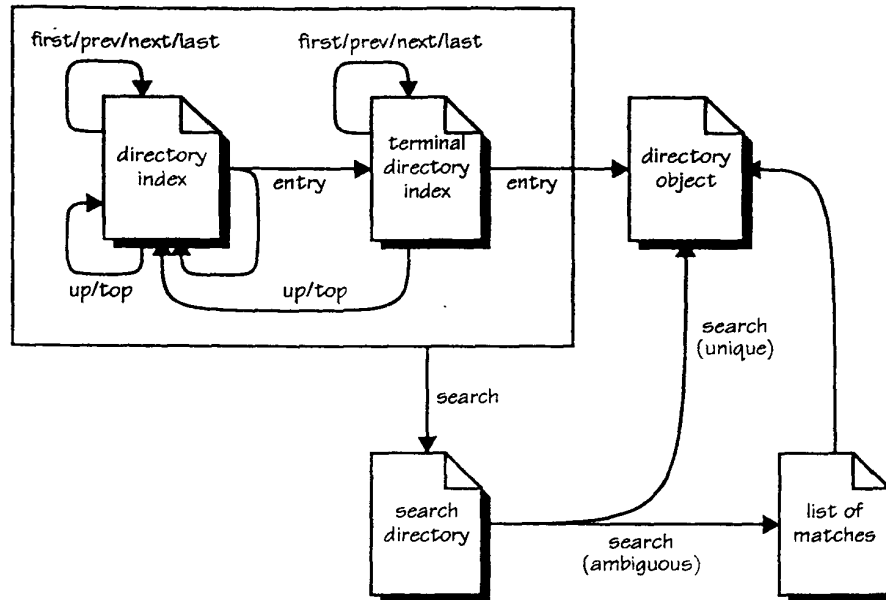 first/prev/next/last
first/prev/next/last
directory
index
terminal
directory
index
directory
object
entry
entry
up/top
up/top
search
(unique)
search
search
directory
list of
matches
search
(ambiguous)